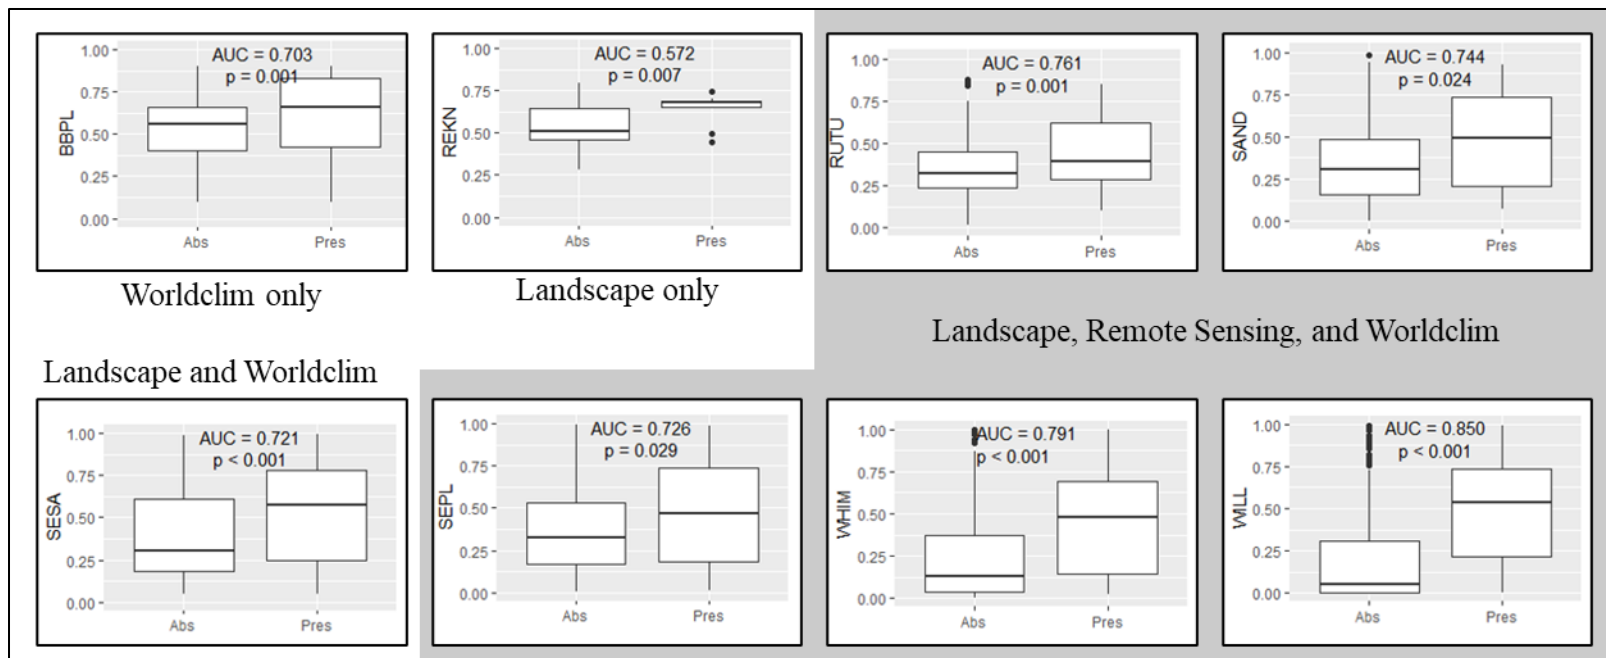 BBPL
1.00
0.75
0.50
0.25
0.00
AUC = 0.703
p = 0.001
Abs Pres
Worldclim only
REKN
1.00
0.75
0.50
0.25
0.00
AUC = 0.572
p = 0.007
Abs Pres
Landscape only
RUTU
1.00
0.75
0.50
0.25
0.00
AUC = 0.761
p = 0.001
Abs Pres
SAND
1.00
0.75
0.50
0.25
0.00
AUC = 0.744
p = 0.024
Abs Pres
Landscape, Remote Sensing, and Worldclim
Landscape and Worldclim
SESA
1.00
0.75
0.50
0.25
0.00
AUC = 0.721
p < 0.001
Abs Pres
SEPL
1.00
0.75
0.50
0.25
0.00
AUC = 0.726
p = 0.029
Abs Pres
WHIM
1.00
0.75
0.50
0.25
0.00
AUC = 0.791
p < 0.001
Abs Pres
WILL
1.00
0.75
0.50
0.25
0.00
AUC = 0.850
p < 0.001
Abs Pres